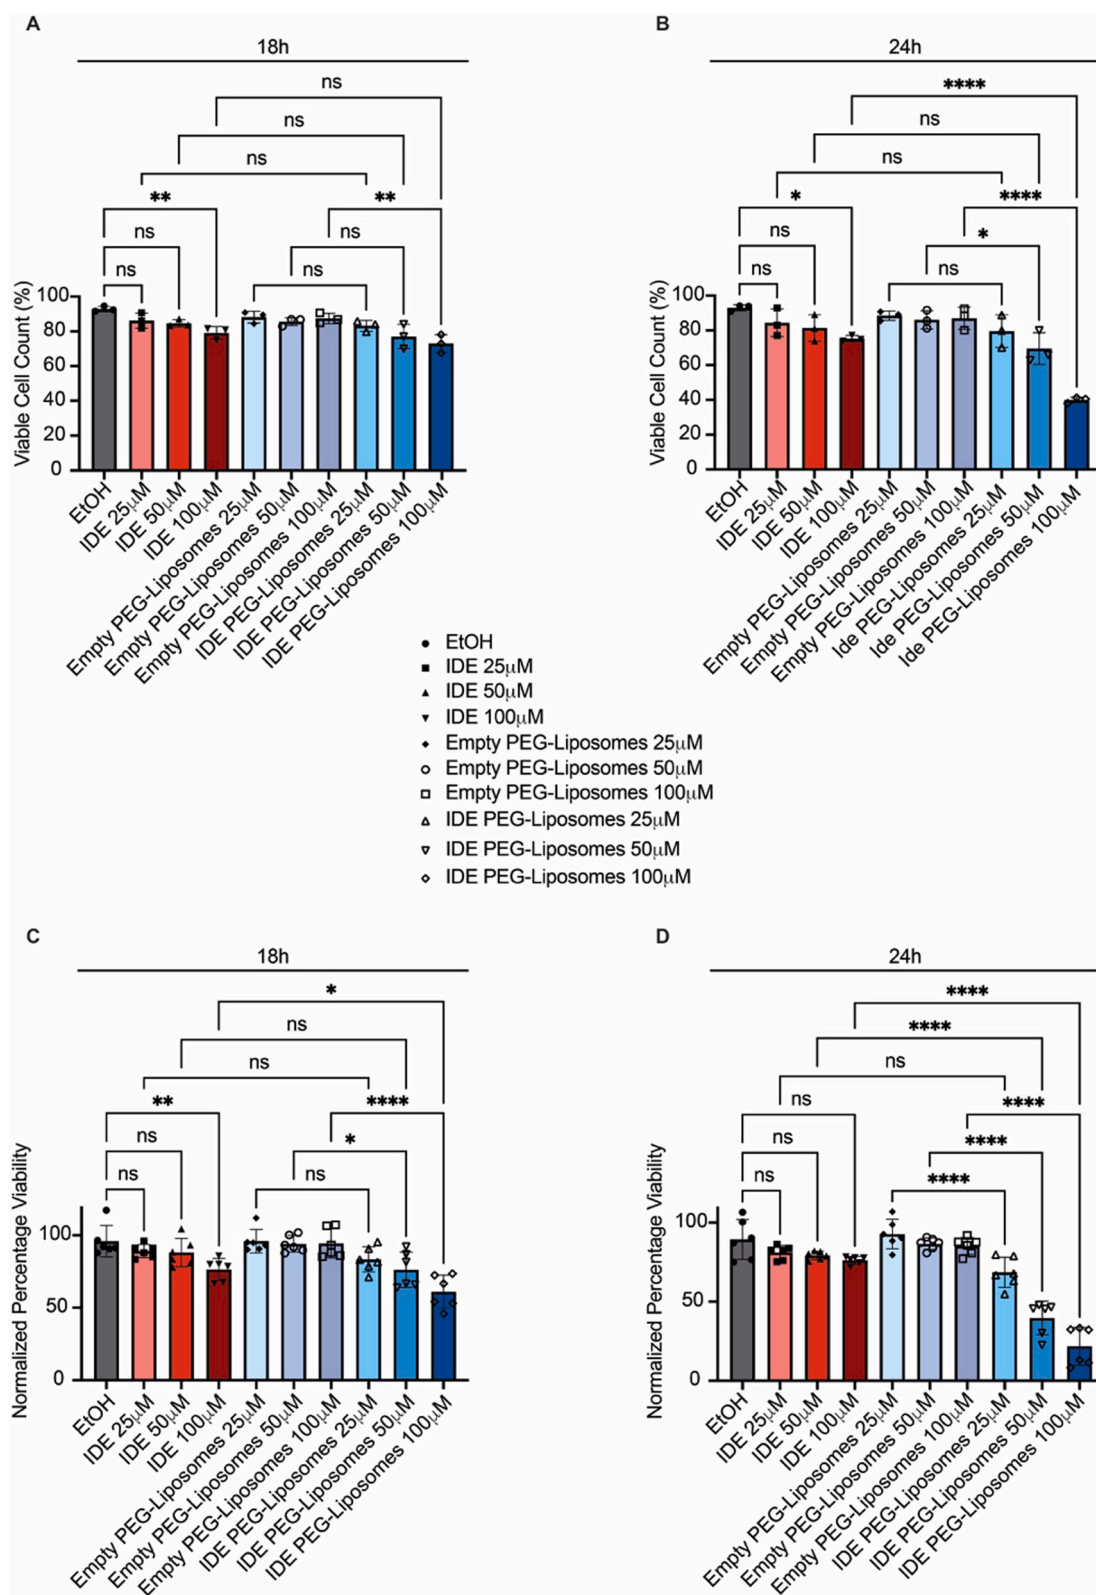 A
18h
ns
ns
ns
** **
ns ns
ns ns
Viable Cell Count (%)
100
80
60
40
20
0
EtOH
IDE 25μM
IDE 50μM
IDE 100μM
Empty PEG-Liposomes 25μM
Empty PEG-Liposomes 50μM
Empty PEG-Liposomes 100μM
IDE PEG-Liposomes 25μM
IDE PEG-Liposomes 50μM
IDE PEG-Liposomes 100μM
B
24h
****
ns
ns
* ****
ns *
ns ns
Viable Cell Count (%)
100
80
60
40
20
0
EtOH
IDE 25μM
IDE 50μM
IDE 100μM
Empty PEG-Liposomes 25μM
Empty PEG-Liposomes 50μM
Empty PEG-Liposomes 100μM
Ide PEG-Liposomes 25μM
Ide PEG-Liposomes 50μM
Ide PEG-Liposomes 100μM
EtOH
IDE 25μM
IDE 50μM
IDE 100μM
Empty PEG-Liposomes 25μM
Empty PEG-Liposomes 50μM
Empty PEG-Liposomes 100μM
IDE PEG-Liposomes 25μM
IDE PEG-Liposomes 50μM
IDE PEG-Liposomes 100μM
C
18h
*
ns
ns
** ****
ns *
ns ns
Normalized Percentage Viability
100
50
0
EtOH
IDE 25μM
IDE 50μM
IDE 100μM
Empty PEG-Liposomes 25μM
Empty PEG-Liposomes 50μM
Empty PEG-Liposomes 100μM
IDE PEG-Liposomes 25μM
IDE PEG-Liposomes 50μM
IDE PEG-Liposomes 100μM
D
24h
****
****
ns
ns ****
ns ****
ns ****
Normalized Percentage Viability
100
50
0
EtOH
IDE 25μM
IDE 50μM
IDE 100μM
Empty PEG-Liposomes 25μM
Empty PEG-Liposomes 50μM
Empty PEG-Liposomes 100μM
IDE PEG-Liposomes 25μM
IDE PEG-Liposomes 50μM
IDE PEG-Liposomes 100μM